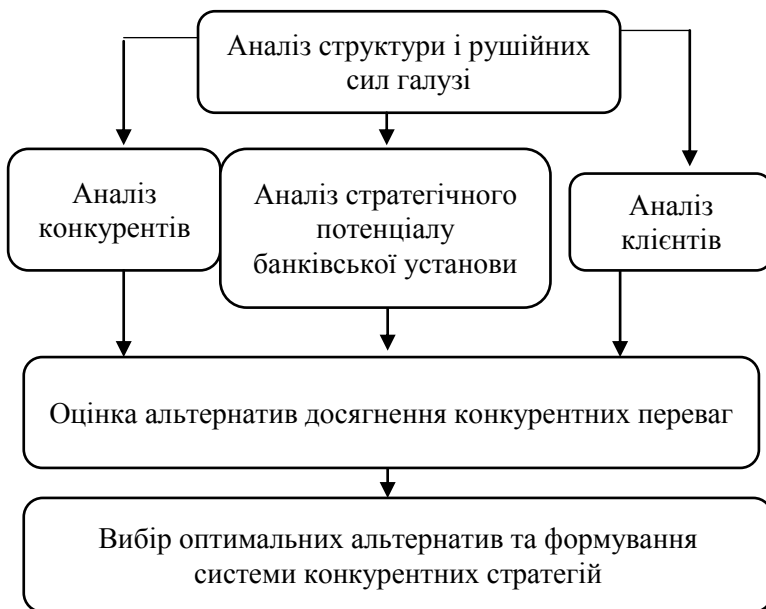 Аналіз структури і рушійних
сил галузі
Аналіз
конкурентів
Аналіз стратегічного
потенціалу
банківської установи
Аналіз
клієнтів
Оцінка альтернатив досягнення конкурентних переваг
Вибір оптимальних альтернатив та формування
системи конкурентних стратегій